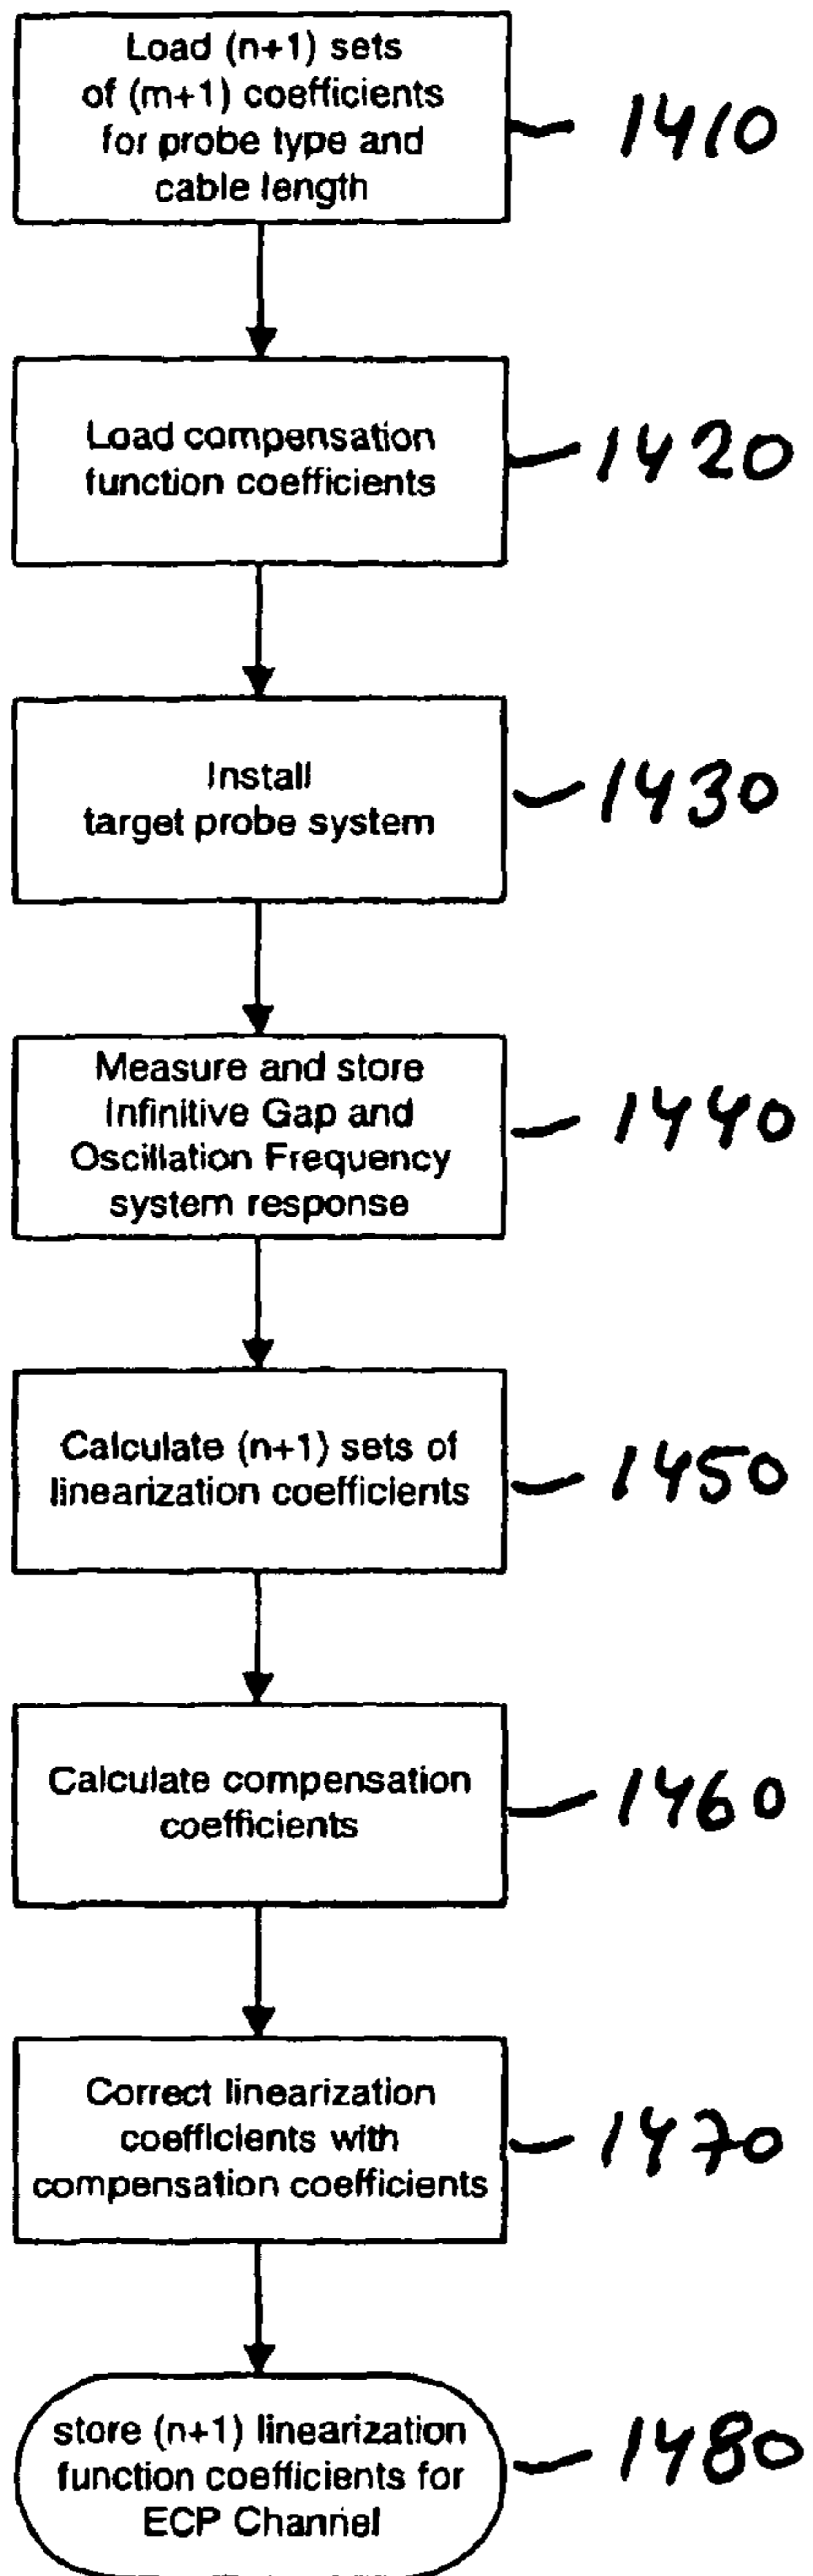 Load (n+1) sets
of (m+1) coefficients
for probe type and
cable length
1410
Load compensation
function coefficients
1420
Install
target probe system
1430
Measure and store
Infinitive Gap and
Oscillation Frequency
system response
1440
Calculate (n+1) sets of
linearization coefficients
1450
Calculate compensation
coefficients
1460
Correct linearization
coefficients with
compensation coefficients
1470
store (n+1) linearization
function coefficients for
ECP Channel
1480